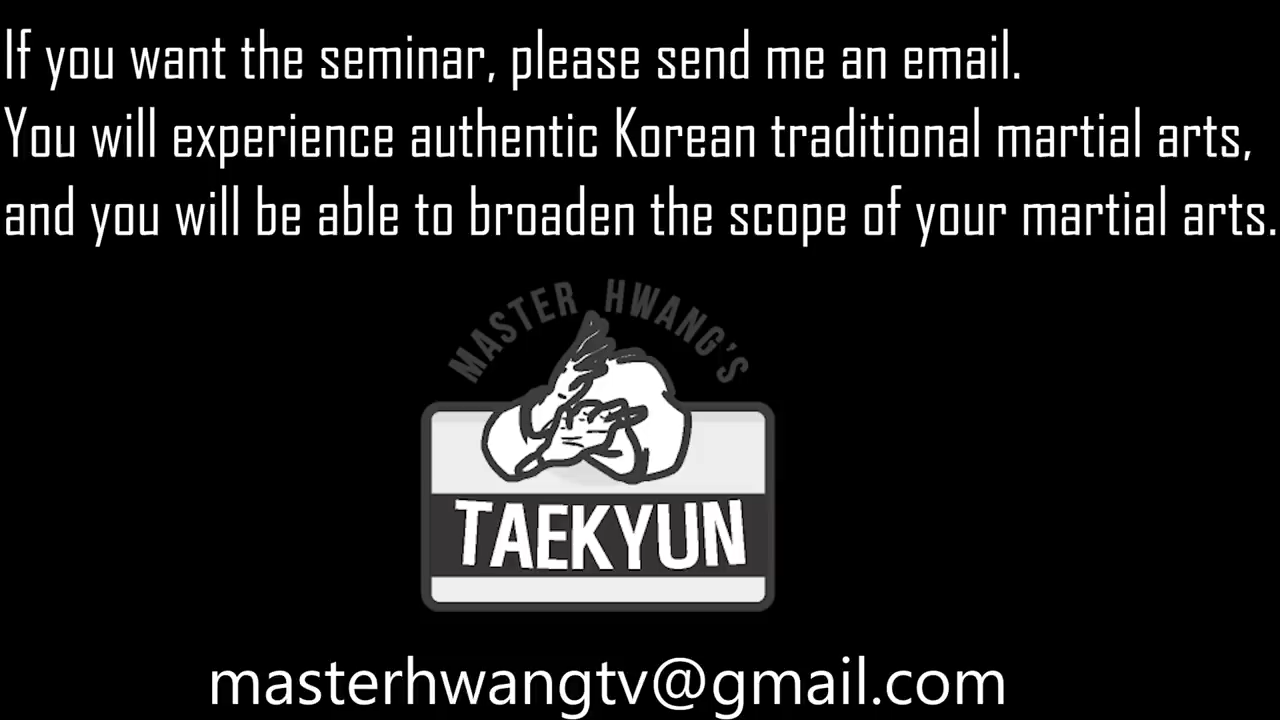 If you want the seminar, please send me an email.
You will experience authentic Korean traditional martial arts,
and you will be able to broaden the scope of your martial arts.
MASTER HWANG'S
TAEKYUN
masterhwangtv@gmail.com